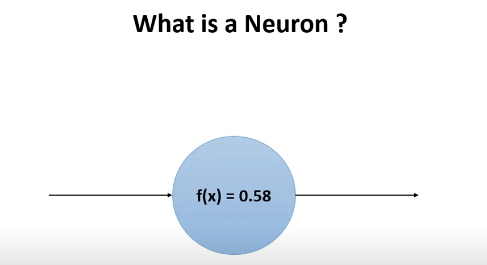 What is a Neuron ?
f(x) = 0.58